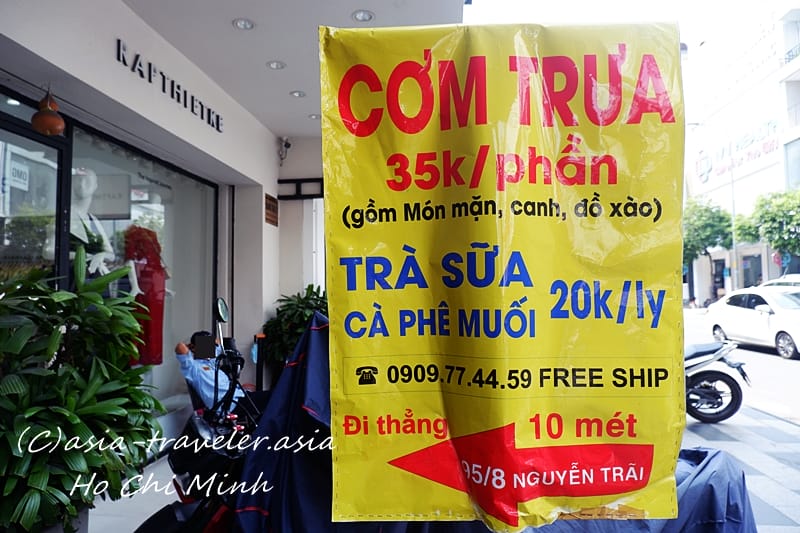 KAPTHIETKE
CƠM TRƯA
35k/phần
(gồm Món mặn, canh, đồ xào)
TRÀ SỮA
CÀ PHÊ MUỐI
20k/ly
☎ 0909.77.44.59 FREE SHIP
Đi thẳng 10 mét
95/8 NGUYỄN TRÃI
(C)asia-traveler.asia
Ho Chi Minh